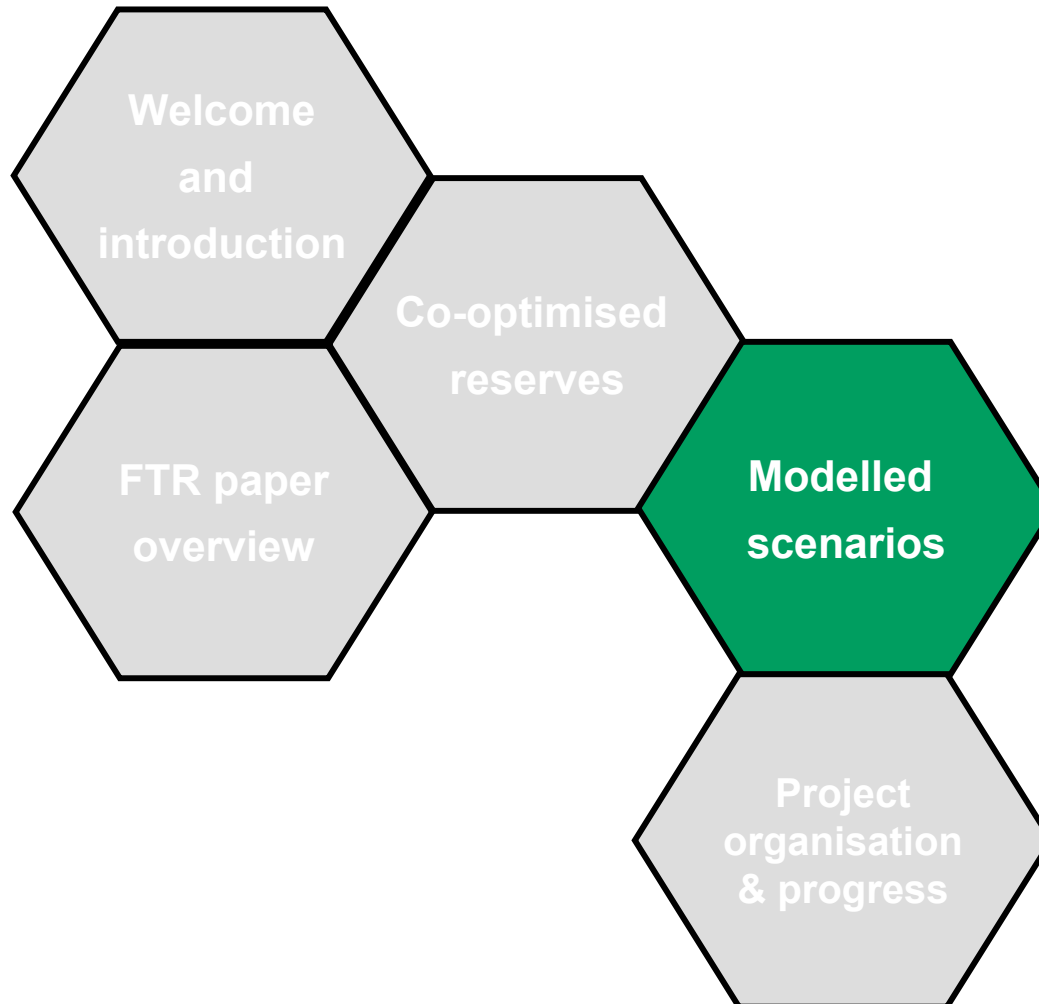 Welcome
and
introduction
FTR paper
overview
Co-optimised
reserves
Modelled
scenarios
Project
organisation
& progress